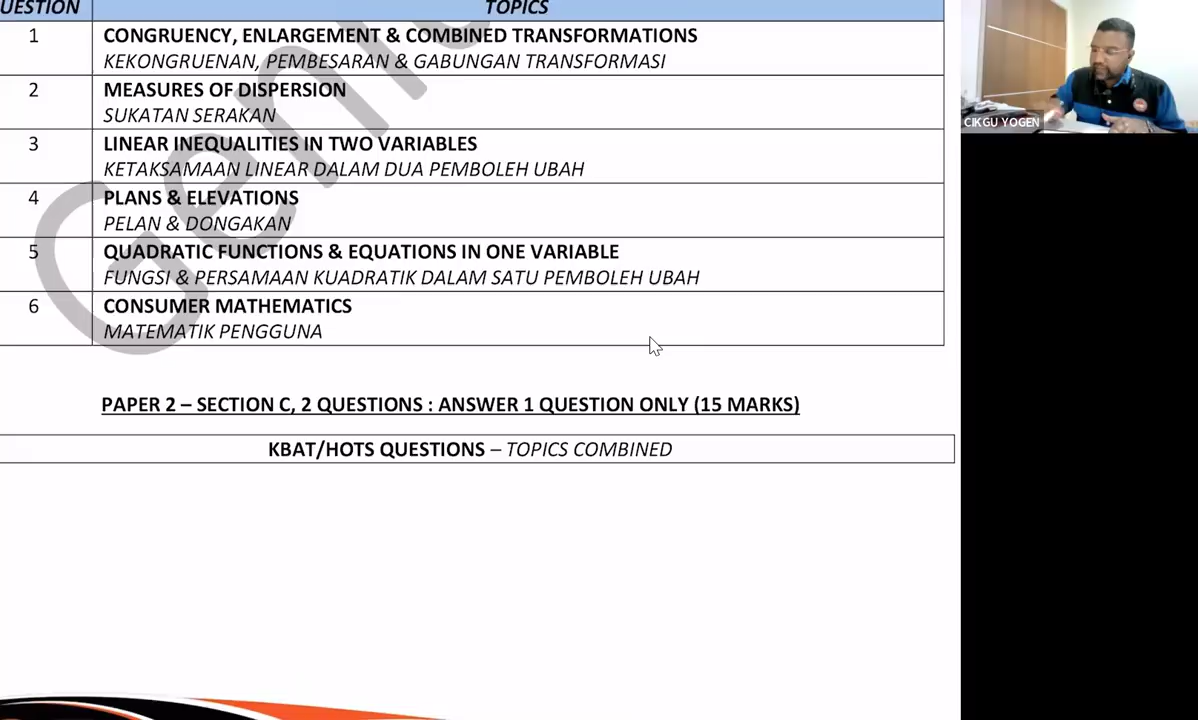 UESTION TOPICS
1 CONGRUENCY, ENLARGEMENT & COMBINED TRANSFORMATIONS
KEKONGRUENAN, PEMBESARAN & GABUNGAN TRANSFORMASI
2 MEASURES OF DISPERSION
SUKATAN SERAKAN
3 LINEAR INEQUALITIES IN TWO VARIABLES
KETAKSAMAAN LINEAR DALAM DUA PEMBOLEH UBAH
4 PLANS & ELEVATIONS
PELAN & DONGAKAN
5 QUADRATIC FUNCTIONS & EQUATIONS IN ONE VARIABLE
FUNGSI & PERSAMAAN KUADRATIK DALAM SATU PEMBOLEH UBAH
6 CONSUMER MATHEMATICS
MATEMATIK PENGGUNA
PAPER 2 – SECTION C, 2 QUESTIONS : ANSWER 1 QUESTION ONLY (15 MARKS)
KBAT/HOTS QUESTIONS – TOPICS COMBINED
CIKGU YOGEN